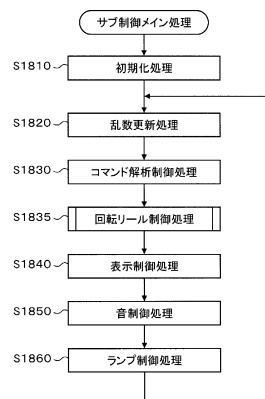 サブ制御メイン処理
S1810 初期化処理
S1820 乱数更新処理
S1830 コマンド解析制御処理
S1835 回転リール制御処理
S1840 表示制御処理
S1850 音制御処理
S1860 ランプ制御処理